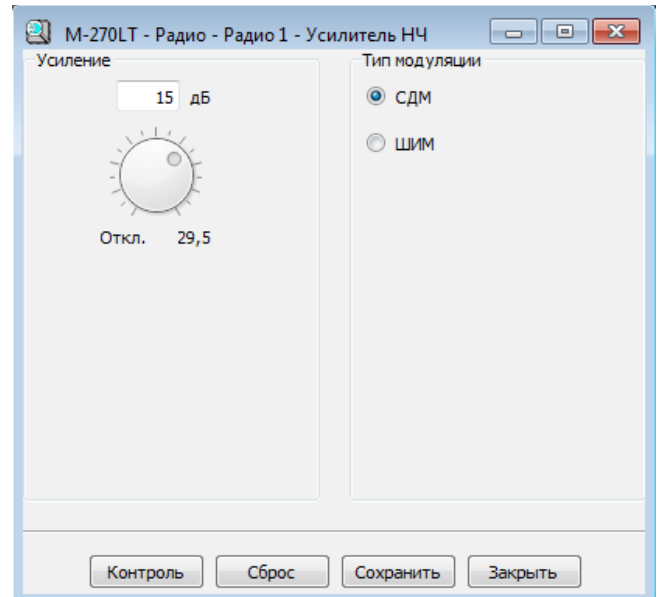 M-270LT - Радио - Радио 1 - Усилитель НЧ
Усиление
15 дБ
Откл. 29,5
Тип модуляции
СДМ
ШИМ
Контроль Сброс Сохранить Закрыть